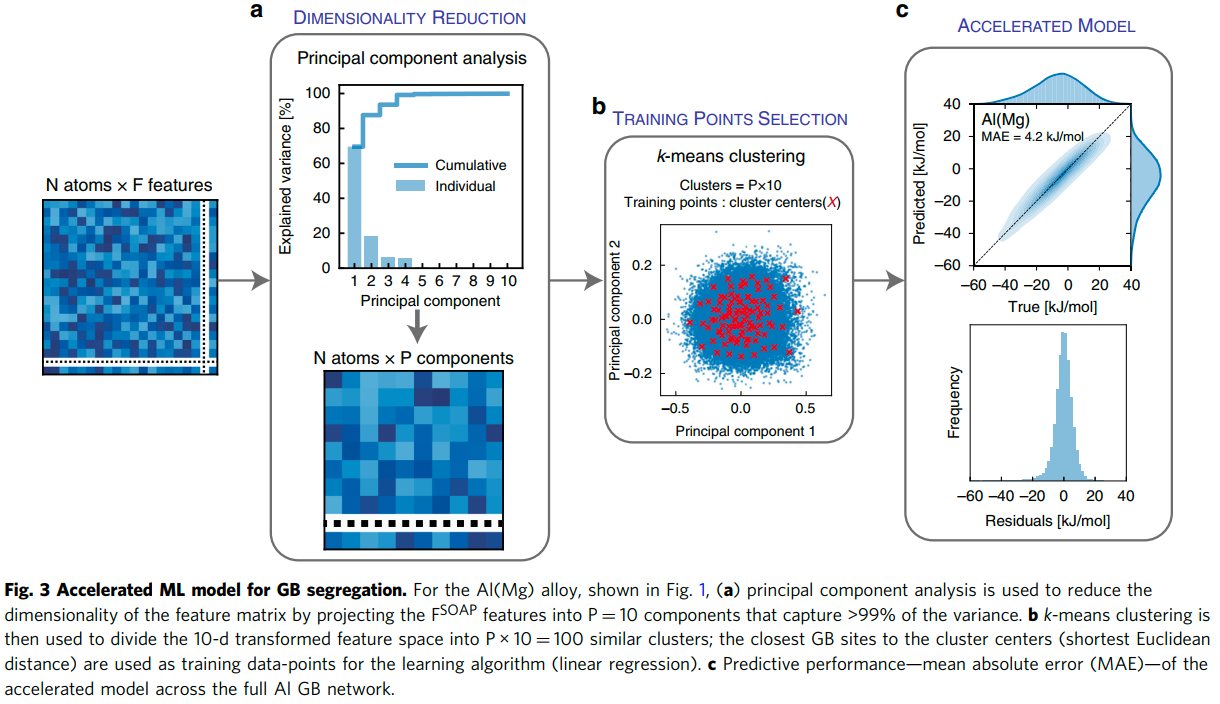 a DIMENSIONALITY REDUCTION
Principal component analysis
Explained variance [%]
100
80
60
40
20
0
Cumulative
Individual
1 2 3 4 5 6 7 8 9 10
Principal component
N atoms × F features
N atoms × P components
b TRAINING POINTS SELECTION
k-means clustering
Clusters = P×10
Training points : cluster centers(X)
Principal component 2
0.2
0.0
−0.2
−0.5 0.0 0.5
Principal component 1
c ACCELERATED MODEL
Al(Mg)
MAE = 4.2 kJ/mol
Predicted [kJ/mol]
40
20
0
−20
−40
−60
−60 −40 −20 0 20 40
True [kJ/mol]
Frequency
−60 −40 −20 0 20 40
Residuals [kJ/mol]
Fig. 3 Accelerated ML model for GB segregation. For the Al(Mg) alloy, shown in Fig. 1, (a) principal component analysis is used to reduce the
dimensionality of the feature matrix by projecting the F^SOAP features into P = 10 components that capture >99% of the variance. b k-means clustering is
then used to divide the 10-d transformed feature space into P × 10 = 100 similar clusters; the closest GB sites to the cluster centers (shortest Euclidean
distance) are used as training data-points for the learning algorithm (linear regression). c Predictive performance—mean absolute error (MAE)—of the
accelerated model across the full Al GB network.